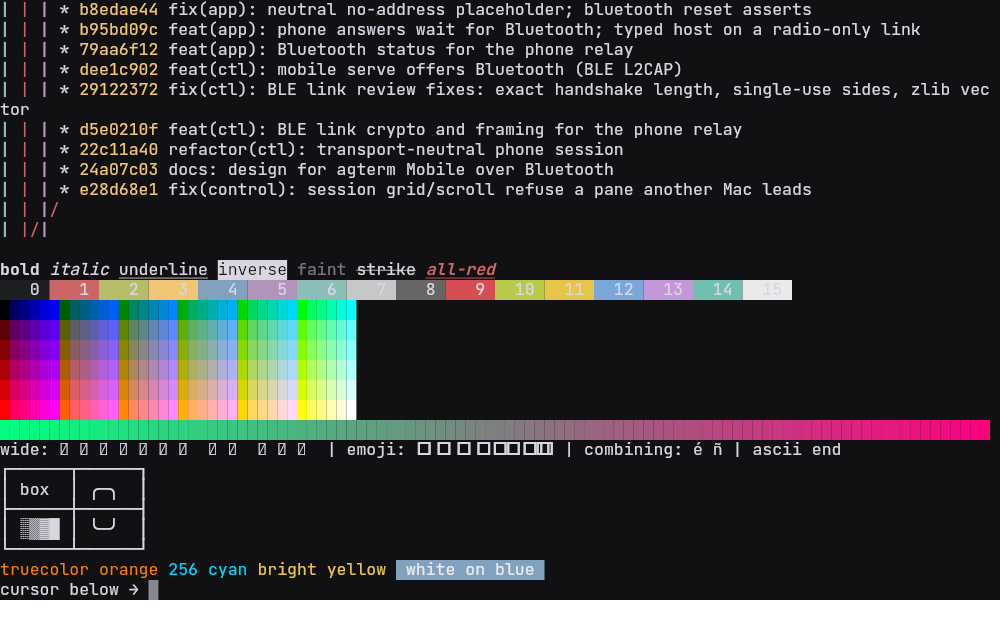 | | | * b8edae44 fix(app): neutral no-address placeholder; bluetooth reset asserts
| | | * b95bd09c feat(app): phone answers wait for Bluetooth; typed host on a radio-only link
| | | * 79aa6f12 feat(app): Bluetooth status for the phone relay
| | | * dee1c902 feat(ctl): mobile serve offers Bluetooth (BLE L2CAP)
| | | * 29122372 fix(ctl): BLE link review fixes: exact handshake length, single-use sides, zlib vec
tor
| | | * d5e0210f feat(ctl): BLE link crypto and framing for the phone relay
| | | * 22c11a40 refactor(ctl): transport-neutral phone session
| | | * 24a07c03 docs: design for agterm Mobile over Bluetooth
| | | * e28d68e1 fix(control): session grid/scroll refuse a pane another Mac leads
| | |/
| |/|
bold italic underline inverse faint strike all-red
0 1 2 3 4 5 6 7 8 9 10 11 12 13 14 15
wide: | emoji: | combining: é ñ | ascii end
box
truecolor orange 256 cyan bright yellow white on blue
cursor below →